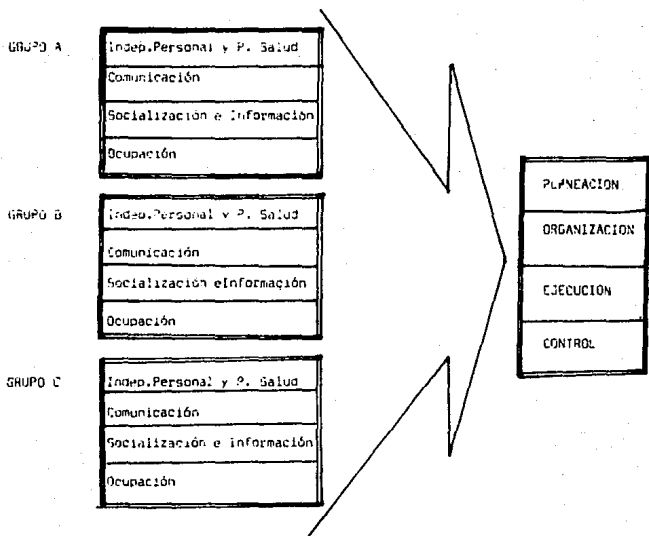 GRUPO A
Indep.Personal y P. Salud
Comunicación
Socialización e Información
Ocupación
GRUPO B
Indep.Personal y P. Salud
Comunicación
Socialización eInformación
Ocupación
GRUPO C
Indep.Personal y P. Salud
Comunicación
Socialización e información
Ocupación
PLANEACION
ORGANIZACION
EJECUCION
CONTROL